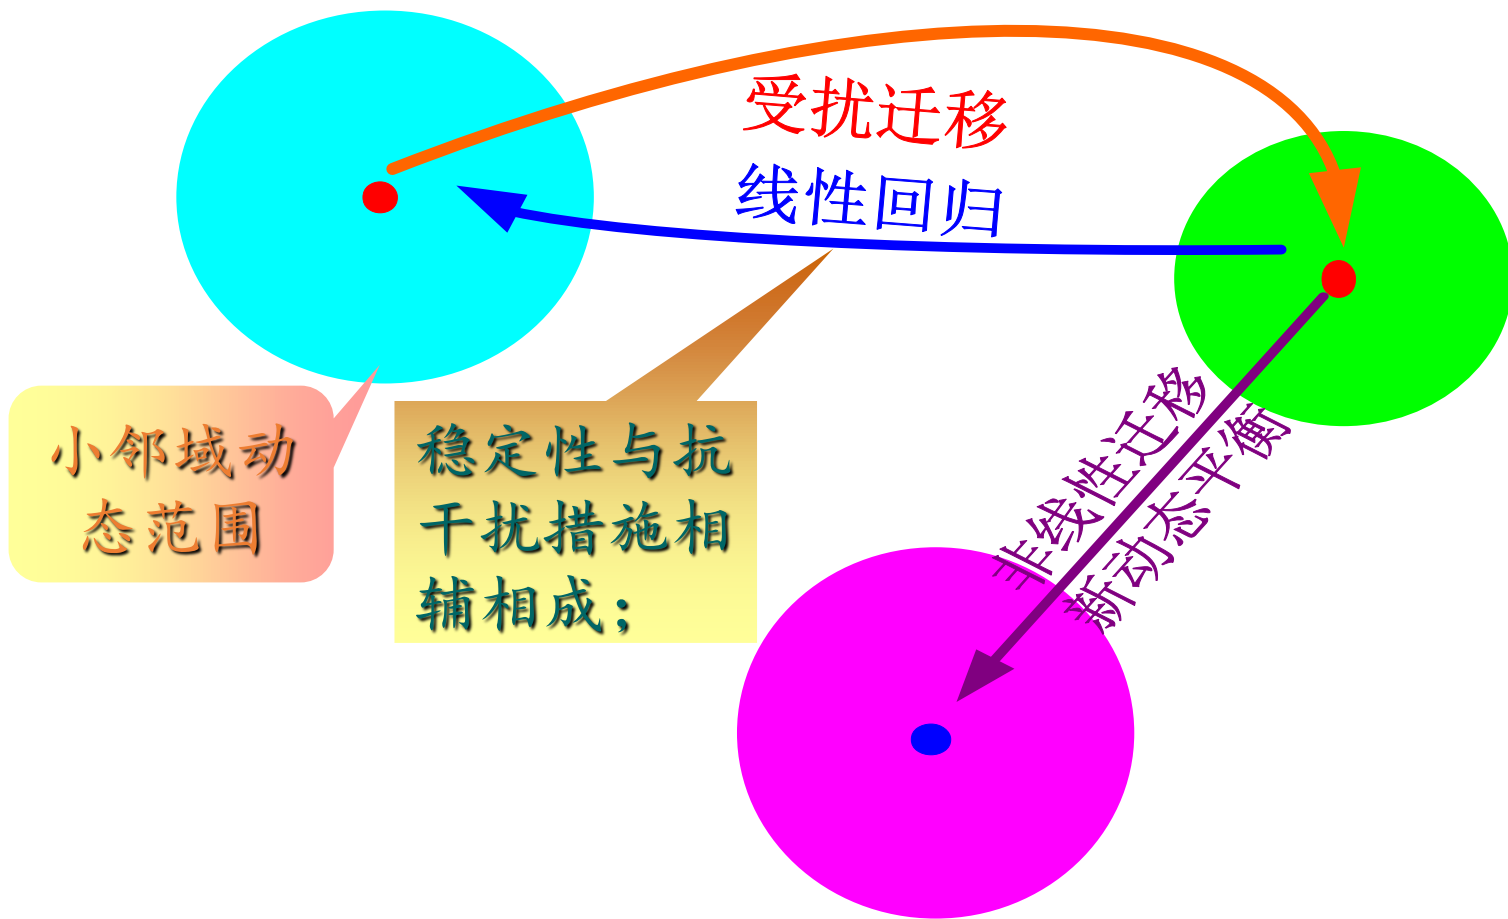 受扰迁移
线性回归
小邻域动
态范围
稳定性与抗
干扰措施相
辅相成；
非线性迁移
新动态平衡